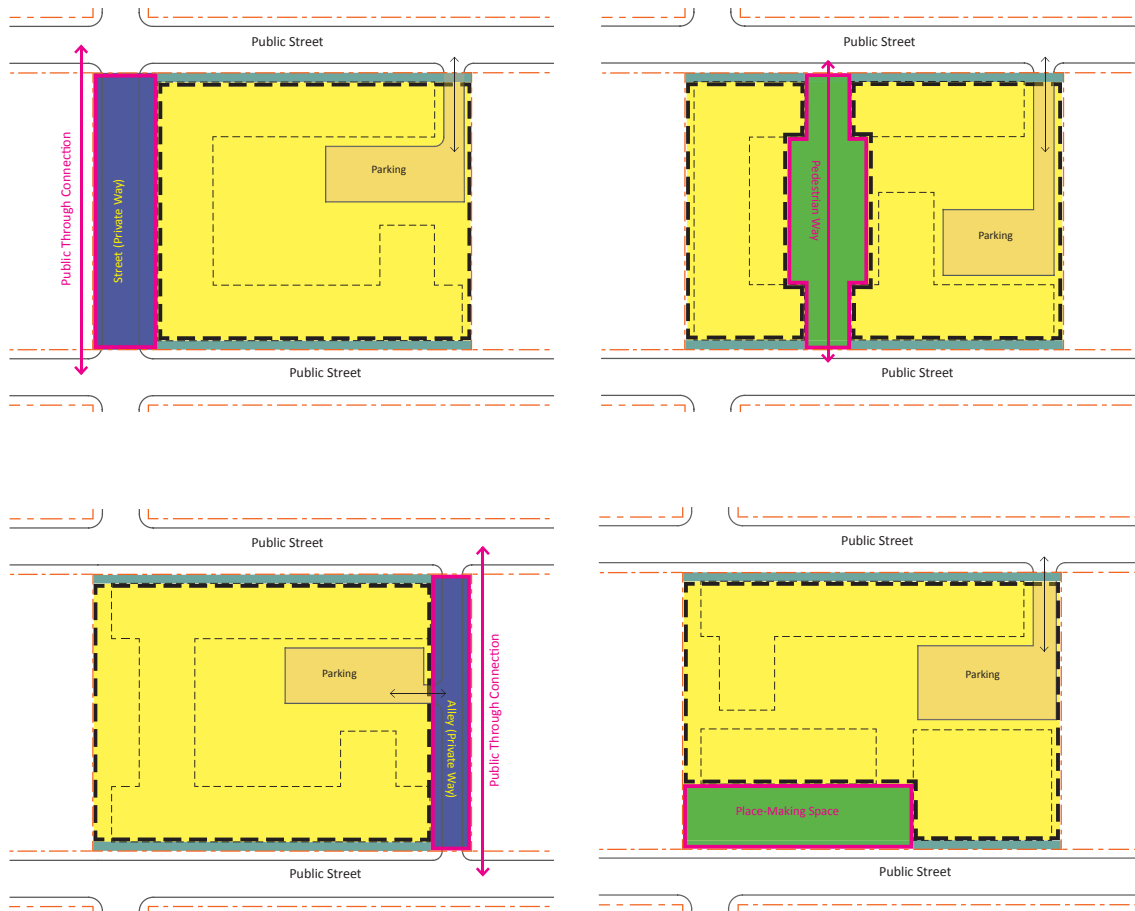 Public Street
Public Through Connection
Street (Private Way)
Parking
Public Street
Public Street
Pedestrian Way
Parking
Public Street
Public Street
Parking
Alley (Private Way)
Public Through Connection
Public Street
Public Street
Parking
Place-Making Space
Public Street